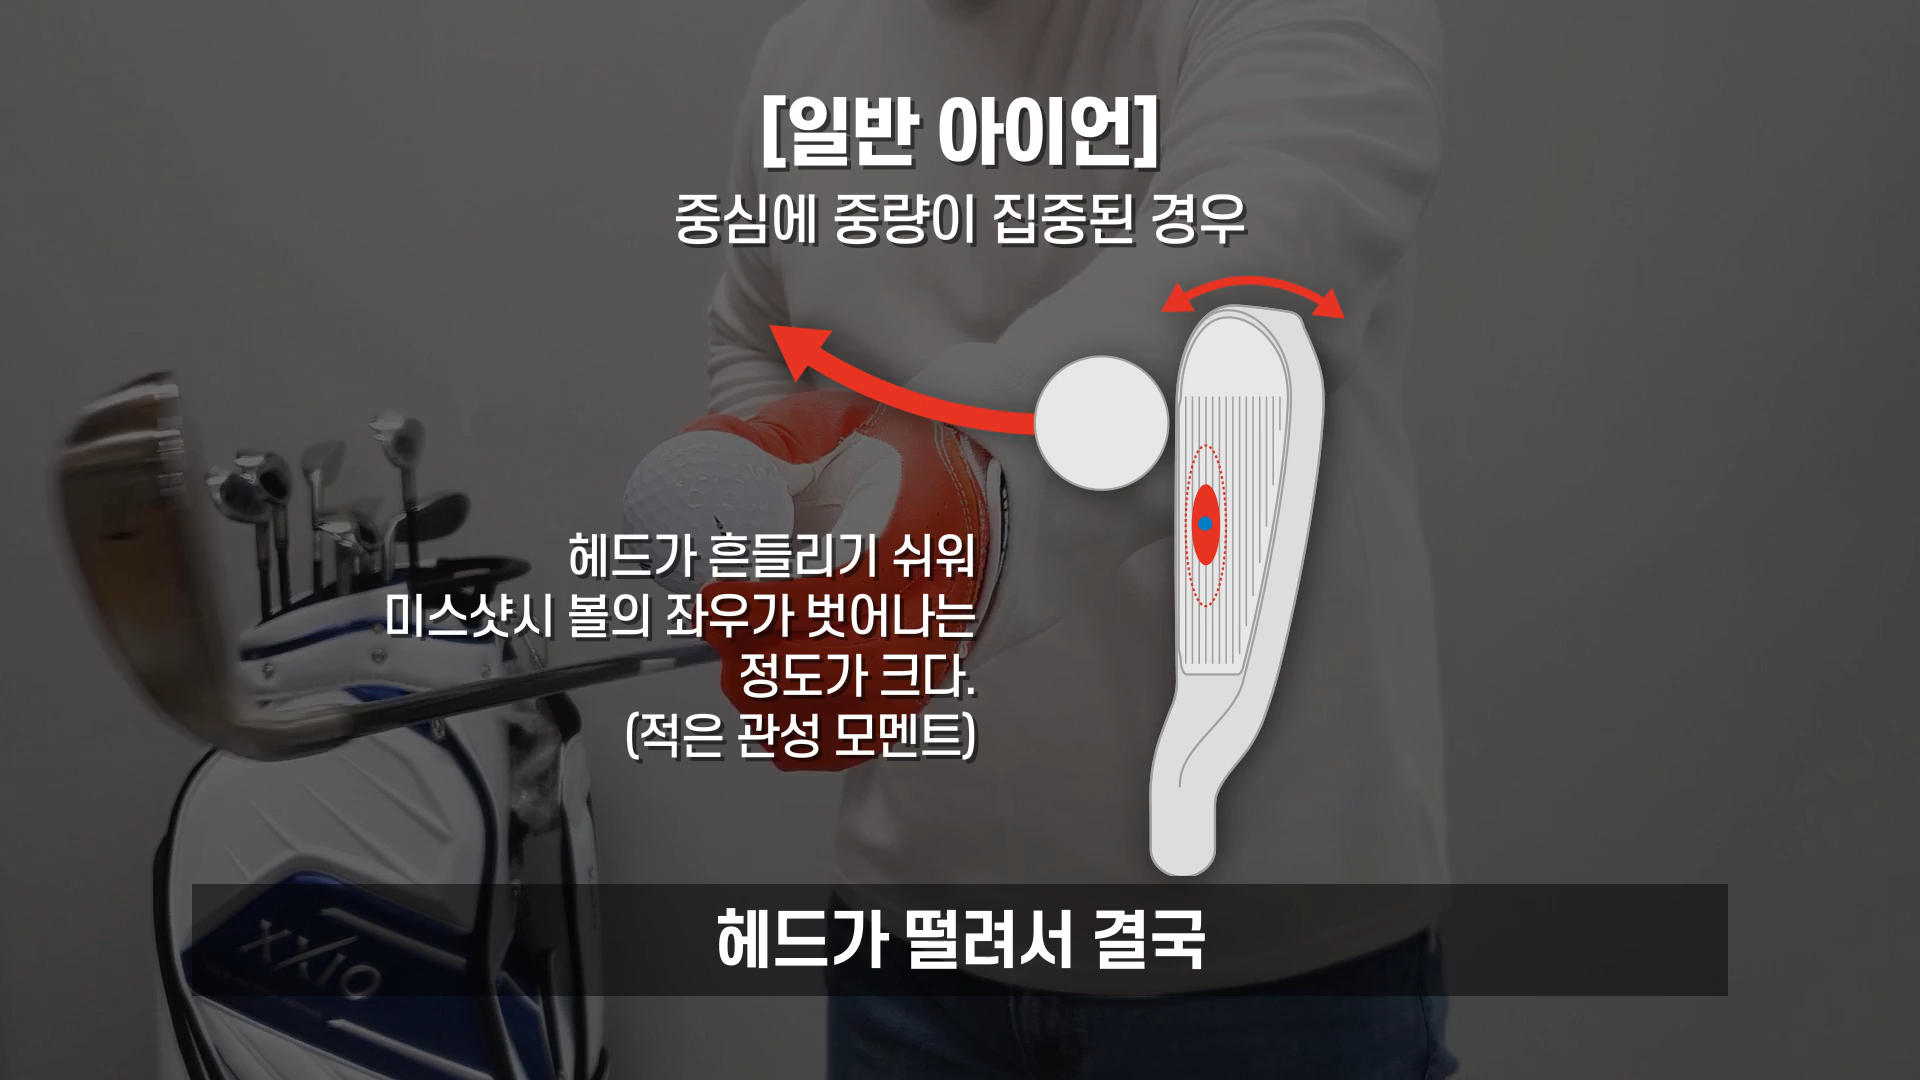 [일반 아이언]
중심에 중량이 집중된 경우
헤드가 흔들리기 쉬워
미스샷시 볼의 좌우가 벗어나는
정도가 크다.
(적은 관성 모멘트)
헤드가 떨려서 결국
XXIO